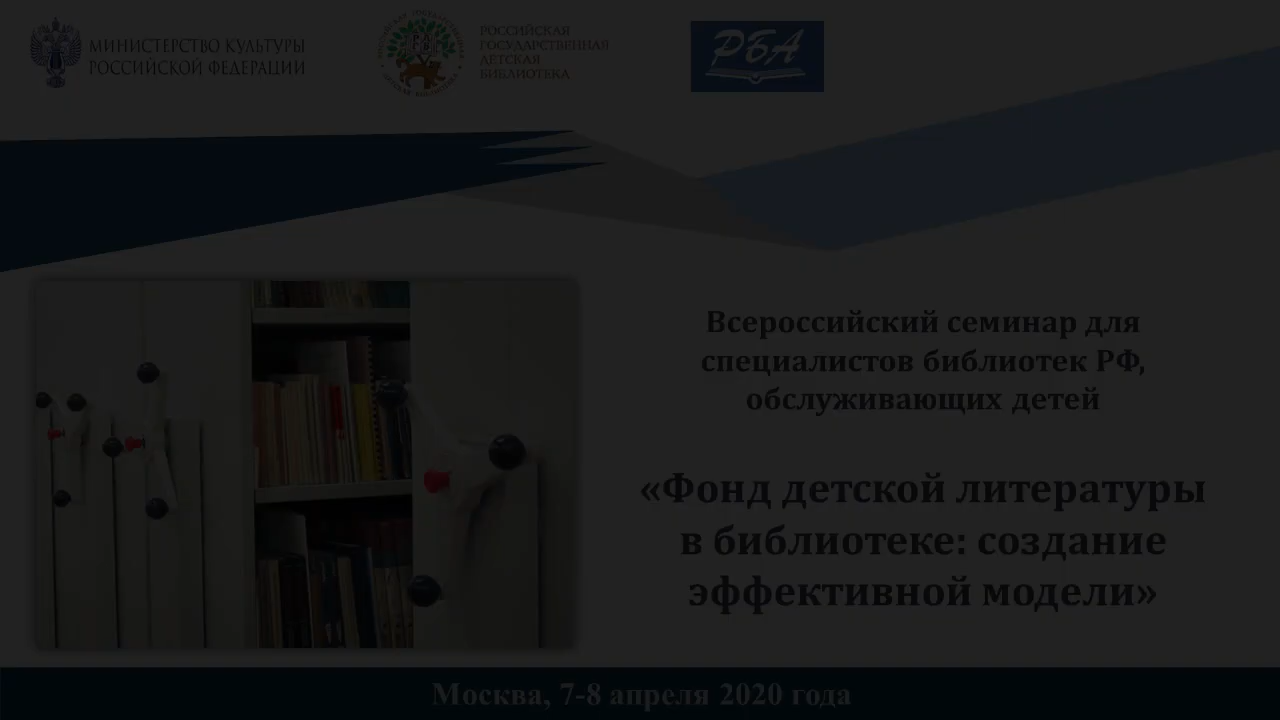 МИНИСТЕРСТВО КУЛЬТУРЫ
РОССИЙСКОЙ ФЕДЕРАЦИИ
РОССИЙСКАЯ
ГОСУДАРСТВЕННАЯ
ДЕТСКАЯ
БИБЛИОТЕКА
РБА
Всероссийский семинар для
специалистов библиотек РФ,
обслуживающих детей
«Фонд детской литературы
в библиотеке: создание
эффективной модели»
Москва, 7-8 апреля 2020 года